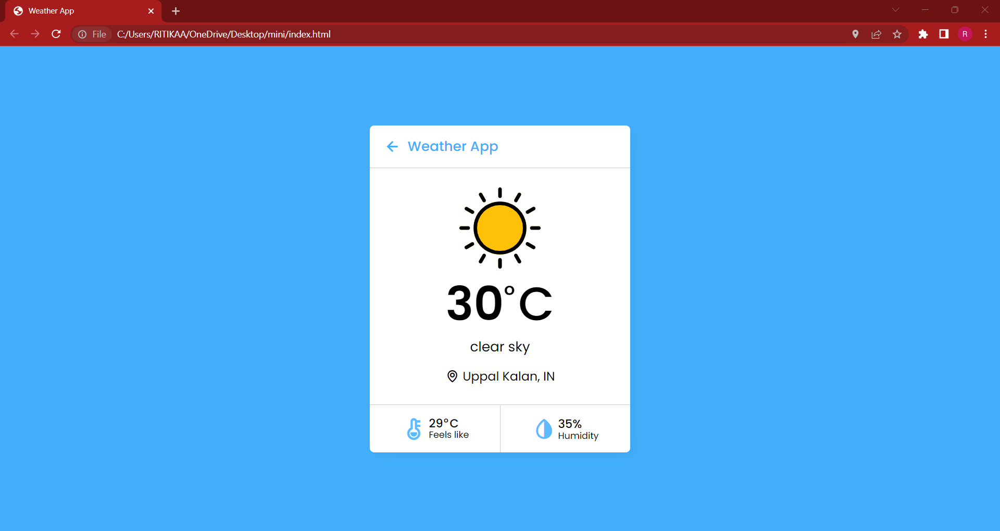 Weather App
File C:/Users/RITIKAA/OneDrive/Desktop/mini/index.html
R
Weather App
30°C
clear sky
Uppal Kalan, IN
29°C
Feels like
35%
Humidity